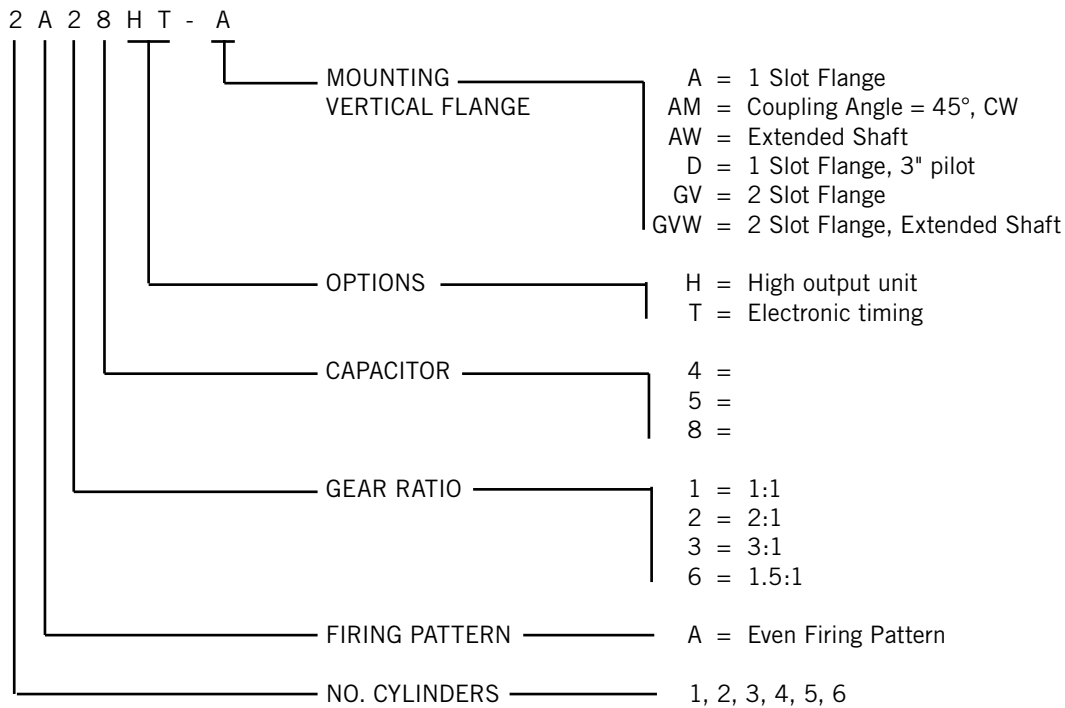 2 A 2 8 H T - A
MOUNTING A = 1 Slot Flange
VERTICAL FLANGE AM = Coupling Angle = 45°, CW
AW = Extended Shaft
D = 1 Slot Flange, 3" pilot
GV = 2 Slot Flange
GVW = 2 Slot Flange, Extended Shaft
OPTIONS H = High output unit
T = Electronic timing
CAPACITOR 4 =
5 =
8 =
GEAR RATIO 1 = 1:1
2 = 2:1
3 = 3:1
6 = 1.5:1
FIRING PATTERN A = Even Firing Pattern
NO. CYLINDERS 1, 2, 3, 4, 5, 6